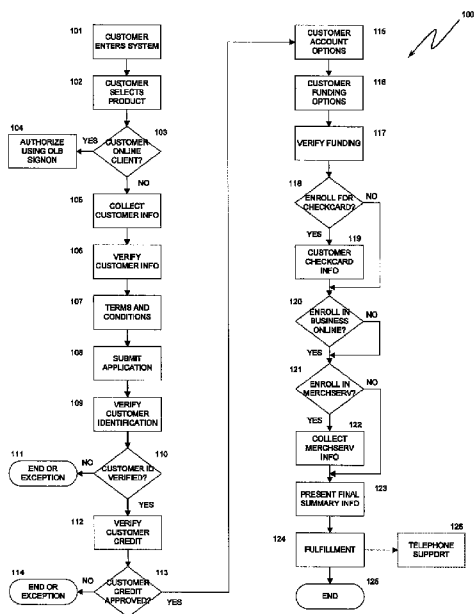 100
101
CUSTOMER
ENTERS SYSTEM
102
CUSTOMER
SELECTS
PRODUCT
103
CUSTOMER
ONLINE
CLIENT?
YES
NO
104
AUTHORIZE
USING OLB
SIGNON
105
COLLECT
CUSTOMER INFO
106
VERIFY
CUSTOMER INFO
107
TERMS AND
CONDITIONS
108
SUBMIT
APPLICATION
109
VERIFY
CUSTOMER
IDENTIFICATION
110
CUSTOMER ID
VERIFIED?
NO
YES
111
END OR
EXCEPTION
112
VERIFY
CUSTOMER
CREDIT
113
CUSTOMER
CREDIT
APPROVED?
NO
YES
114
END OR
EXCEPTION
115
CUSTOMER
ACCOUNT
OPTIONS
116
CUSTOMER
FUNDING
OPTIONS
117
VERIFY FUNDING
118
ENROLL FOR
CHECKCARD?
NO
YES
119
CUSTOMER
CHECKCARD
INFO
120
ENROLL IN
BUSINESS
ONLINE?
NO
YES
121
ENROLL IN
MERCHSERV?
NO
YES
122
COLLECT
MERCHSERV
INFO
123
PRESENT FINAL
SUMMARY INFO
124
FULFILLMENT
126
TELEPHONE
SUPPORT
125
END